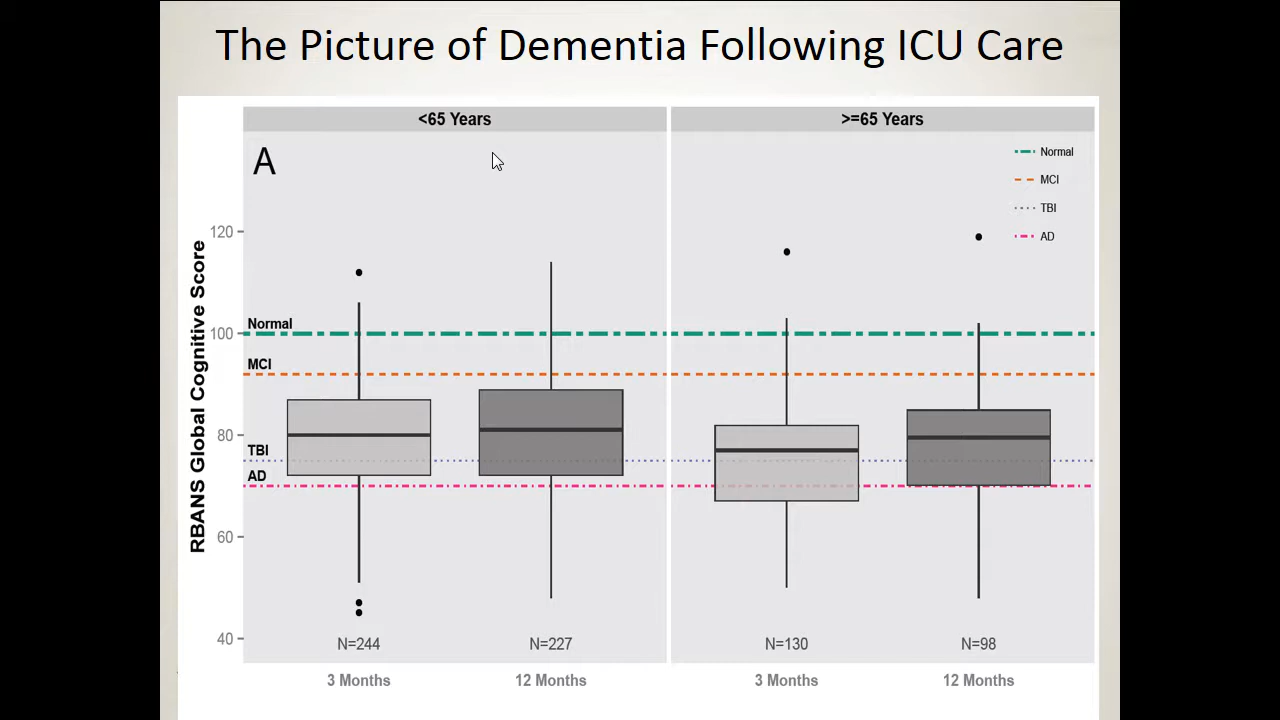 The Picture of Dementia Following ICU Care
<65 Years
>=65 Years
A
Normal
MCI
TBI
AD
RBANS Global Cognitive Score
120
100
80
60
40
Normal
MCI
TBI
AD
N=244
N=227
N=130
N=98
3 Months
12 Months
3 Months
12 Months